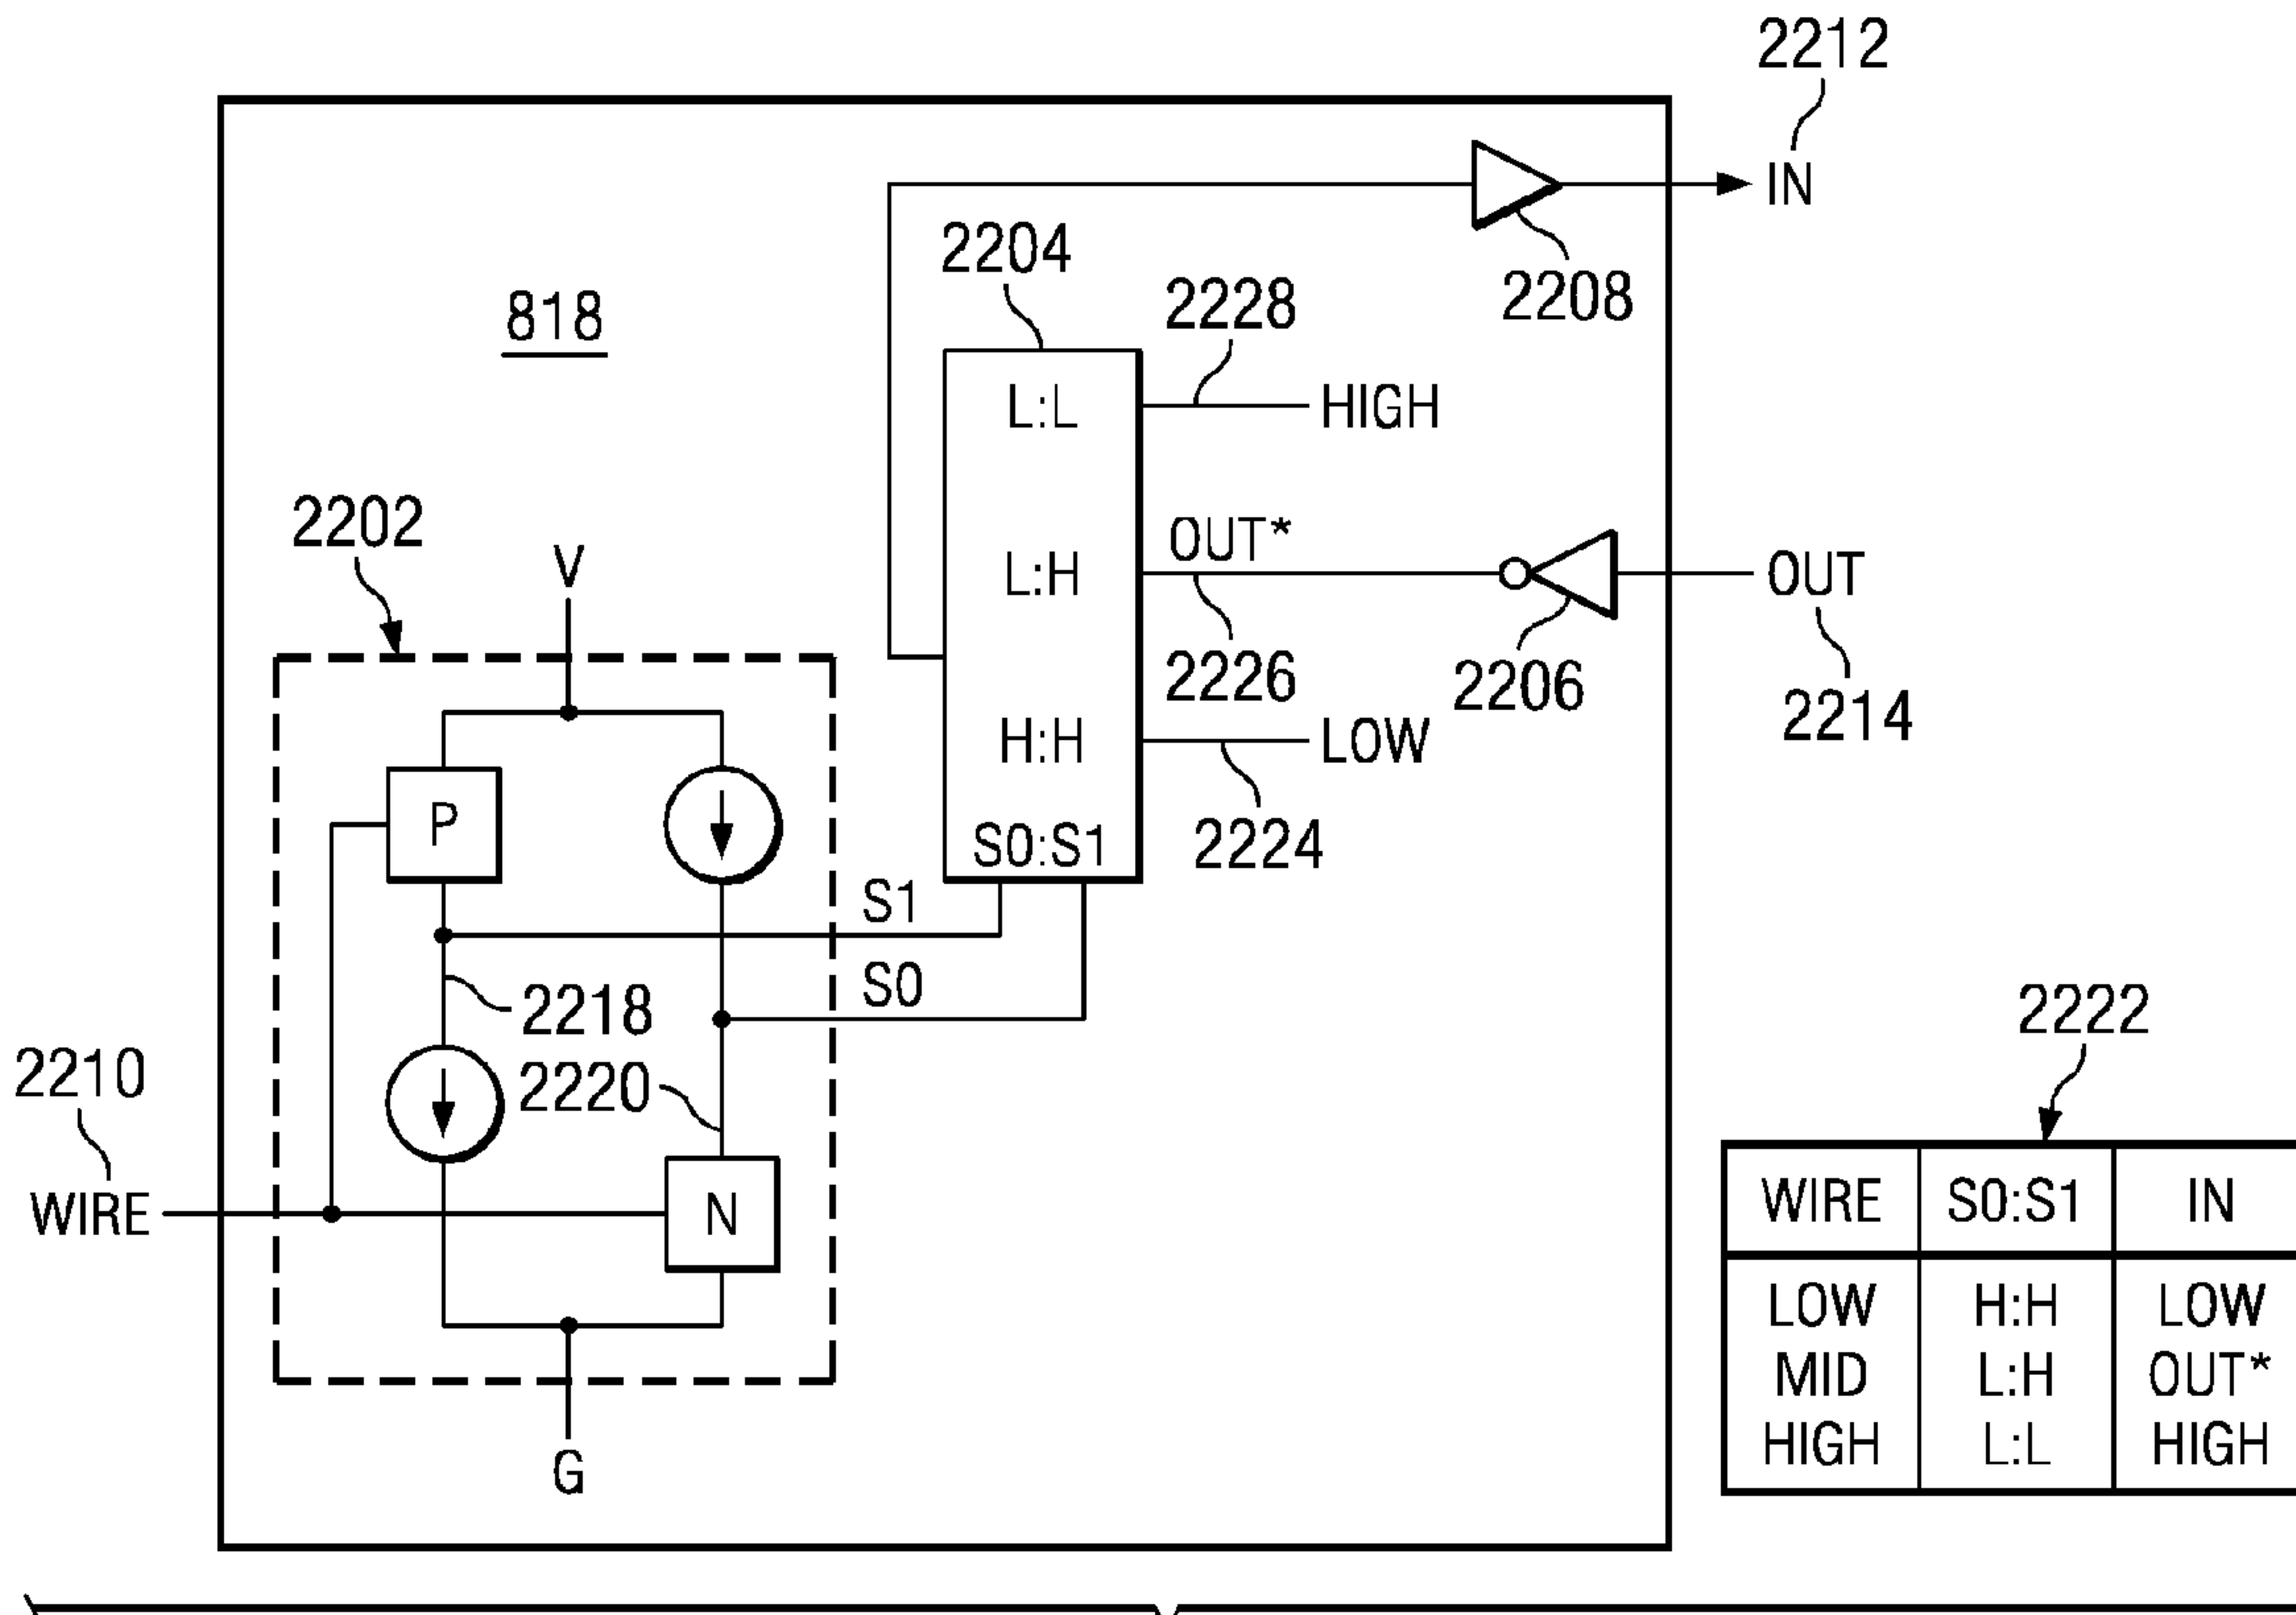 2212
IN
2204
2228
2208
818
L:L
HIGH
2202
V
OUT*
L:H
OUT
2226
2206
2214
H:H
LOW
P
S0:S1
2224
S1
S0
2218
2222
2210
2220
WIRE
N
WIRE S0:S1 IN
LOW H:H LOW
MID L:H OUT*
HIGH L:L HIGH
G